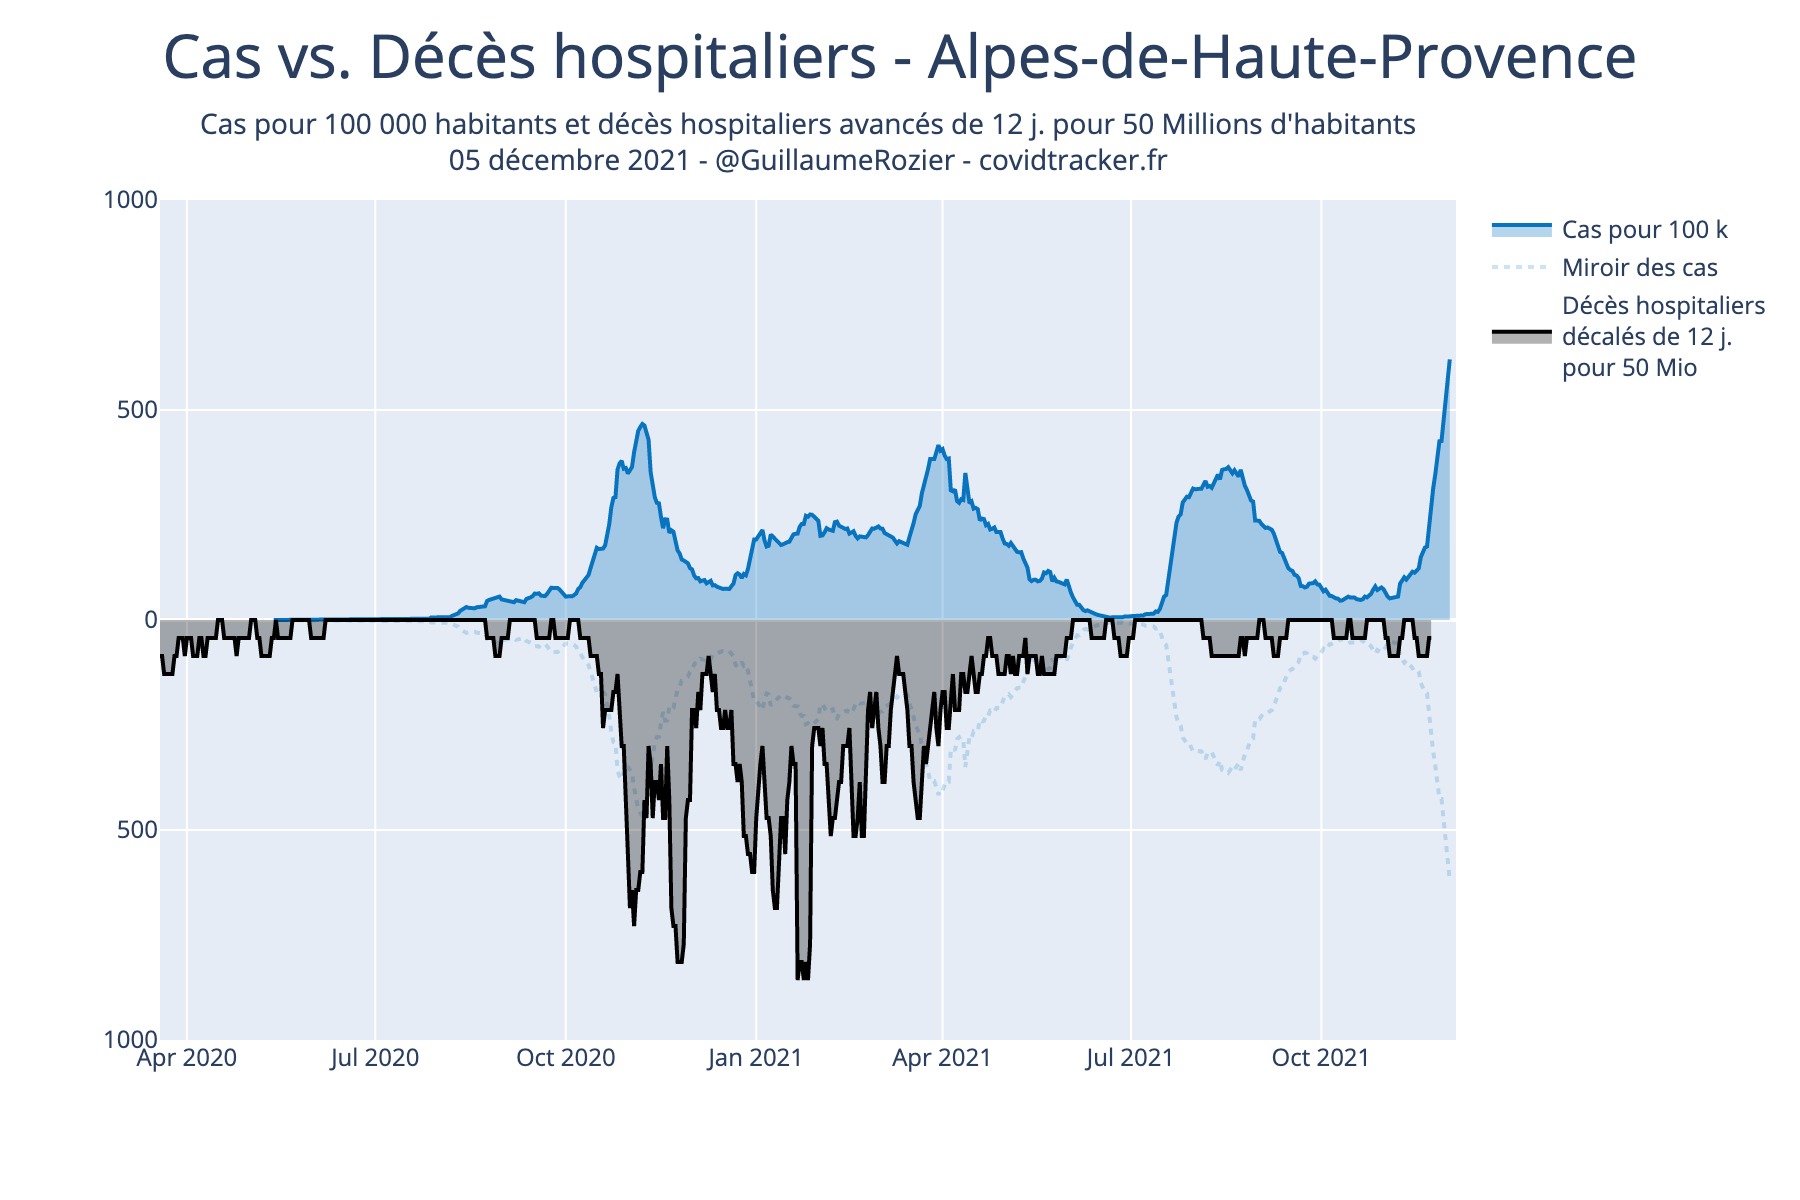 Cas vs. Décès hospitaliers - Alpes-de-Haute-Provence
Cas pour 100 000 habitants et décès hospitaliers avancés de 12 j. pour 50 Millions d'habitants
05 décembre 2021 - @GuillaumeRozier - covidtracker.fr
1000
500
0
500
1000
Apr 2020
Jul 2020
Oct 2020
Jan 2021
Apr 2021
Jul 2021
Oct 2021
Cas pour 100 k
Miroir des cas
Décès hospitaliers
décalés de 12 j.
pour 50 Mio